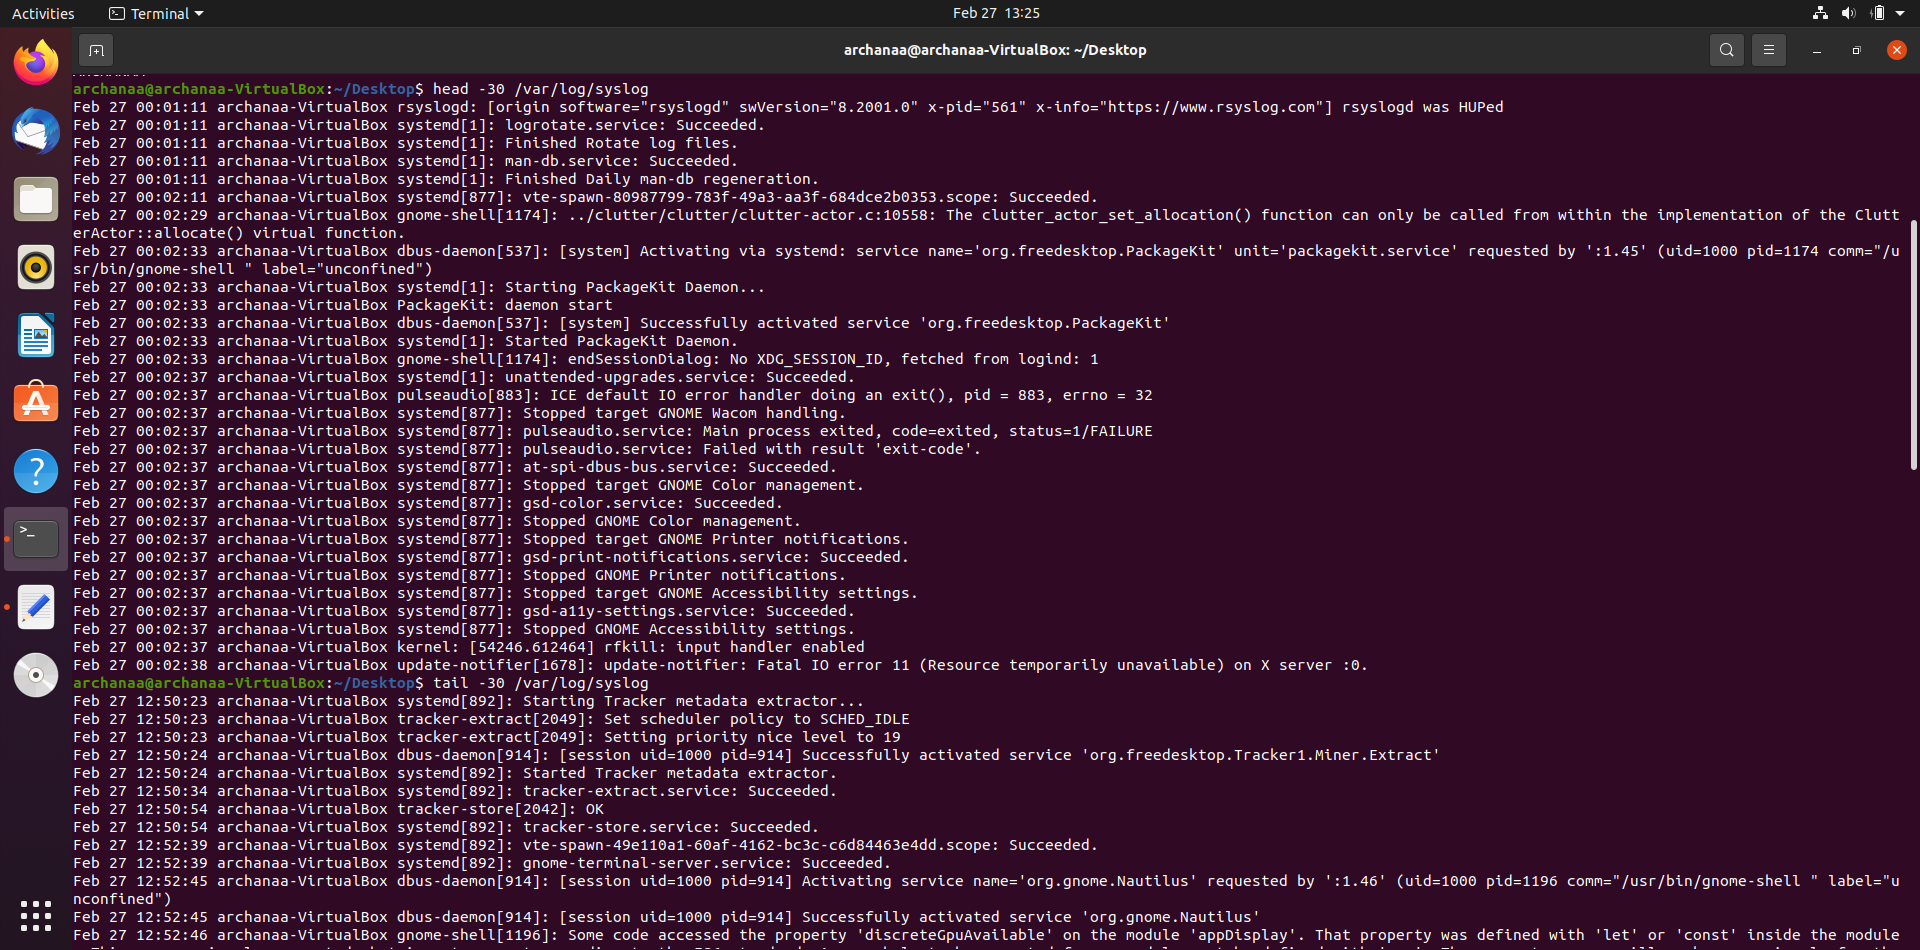 Activities
Terminal
Feb 27 13:25
archanaa@archanaa-VirtualBox: ~/Desktop
archanaa@archanaa-VirtualBox:~/Desktop$ head -30 /var/log/syslog
Feb 27 00:01:11 archanaa-VirtualBox rsyslogd: [origin software="rsyslogd" swVersion="8.2001.0" x-pid="561" x-info="https://www.rsyslog.com"] rsyslogd was HUPed
Feb 27 00:01:11 archanaa-VirtualBox systemd[1]: logrotate.service: Succeeded.
Feb 27 00:01:11 archanaa-VirtualBox systemd[1]: Finished Rotate log files.
Feb 27 00:01:11 archanaa-VirtualBox systemd[1]: man-db.service: Succeeded.
Feb 27 00:01:11 archanaa-VirtualBox systemd[1]: Finished Daily man-db regeneration.
Feb 27 00:02:11 archanaa-VirtualBox systemd[877]: vte-spawn-80987799-783f-49a3-aa3f-684dce2b0353.scope: Succeeded.
Feb 27 00:02:29 archanaa-VirtualBox gnome-shell[1174]: ../clutter/clutter/clutter-actor.c:10558: The clutter_actor_set_allocation() function can only be called from within the implementation of the Clutt
erActor::allocate() virtual function.
Feb 27 00:02:33 archanaa-VirtualBox dbus-daemon[537]: [system] Activating via systemd: service name='org.freedesktop.PackageKit' unit='packagekit.service' requested by ':1.45' (uid=1000 pid=1174 comm="/u
sr/bin/gnome-shell " label="unconfined")
Feb 27 00:02:33 archanaa-VirtualBox systemd[1]: Starting PackageKit Daemon...
Feb 27 00:02:33 archanaa-VirtualBox PackageKit: daemon start
Feb 27 00:02:33 archanaa-VirtualBox dbus-daemon[537]: [system] Successfully activated service 'org.freedesktop.PackageKit'
Feb 27 00:02:33 archanaa-VirtualBox systemd[1]: Started PackageKit Daemon.
Feb 27 00:02:33 archanaa-VirtualBox gnome-shell[1174]: endSessionDialog: No XDG_SESSION_ID, fetched from logind: 1
Feb 27 00:02:37 archanaa-VirtualBox systemd[1]: unattended-upgrades.service: Succeeded.
Feb 27 00:02:37 archanaa-VirtualBox pulseaudio[883]: ICE default IO error handler doing an exit(), pid = 883, errno = 32
Feb 27 00:02:37 archanaa-VirtualBox systemd[877]: Stopped target GNOME Wacom handling.
Feb 27 00:02:37 archanaa-VirtualBox systemd[877]: pulseaudio.service: Main process exited, code=exited, status=1/FAILURE
Feb 27 00:02:37 archanaa-VirtualBox systemd[877]: pulseaudio.service: Failed with result 'exit-code'.
Feb 27 00:02:37 archanaa-VirtualBox systemd[877]: at-spi-dbus-bus.service: Succeeded.
Feb 27 00:02:37 archanaa-VirtualBox systemd[877]: Stopped target GNOME Color management.
Feb 27 00:02:37 archanaa-VirtualBox systemd[877]: gsd-color.service: Succeeded.
Feb 27 00:02:37 archanaa-VirtualBox systemd[877]: Stopped GNOME Color management.
Feb 27 00:02:37 archanaa-VirtualBox systemd[877]: Stopped target GNOME Printer notifications.
Feb 27 00:02:37 archanaa-VirtualBox systemd[877]: gsd-print-notifications.service: Succeeded.
Feb 27 00:02:37 archanaa-VirtualBox systemd[877]: Stopped GNOME Printer notifications.
Feb 27 00:02:37 archanaa-VirtualBox systemd[877]: Stopped target GNOME Accessibility settings.
Feb 27 00:02:37 archanaa-VirtualBox systemd[877]: gsd-a11y-settings.service: Succeeded.
Feb 27 00:02:37 archanaa-VirtualBox systemd[877]: Stopped GNOME Accessibility settings.
Feb 27 00:02:37 archanaa-VirtualBox kernel: [54246.612464] rfkill: input handler enabled
Feb 27 00:02:38 archanaa-VirtualBox update-notifier[1678]: update-notifier: Fatal IO error 11 (Resource temporarily unavailable) on X server :0.
archanaa@archanaa-VirtualBox:~/Desktop$ tail -30 /var/log/syslog
Feb 27 12:50:23 archanaa-VirtualBox systemd[892]: Starting Tracker metadata extractor...
Feb 27 12:50:23 archanaa-VirtualBox tracker-extract[2049]: Set scheduler policy to SCHED_IDLE
Feb 27 12:50:23 archanaa-VirtualBox tracker-extract[2049]: Setting priority nice level to 19
Feb 27 12:50:24 archanaa-VirtualBox dbus-daemon[914]: [session uid=1000 pid=914] Successfully activated service 'org.freedesktop.Tracker1.Miner.Extract'
Feb 27 12:50:24 archanaa-VirtualBox systemd[892]: Started Tracker metadata extractor.
Feb 27 12:50:34 archanaa-VirtualBox systemd[892]: tracker-extract.service: Succeeded.
Feb 27 12:50:54 archanaa-VirtualBox tracker-store[2042]: OK
Feb 27 12:50:54 archanaa-VirtualBox systemd[892]: tracker-store.service: Succeeded.
Feb 27 12:52:39 archanaa-VirtualBox systemd[892]: vte-spawn-49e110a1-60af-4162-bc3c-c6d84463e4dd.scope: Succeeded.
Feb 27 12:52:39 archanaa-VirtualBox systemd[892]: gnome-terminal-server.service: Succeeded.
Feb 27 12:52:45 archanaa-VirtualBox dbus-daemon[914]: [session uid=1000 pid=914] Activating service name='org.gnome.Nautilus' requested by ':1.46' (uid=1000 pid=1196 comm="/usr/bin/gnome-shell " label="u
nconfined")
Feb 27 12:52:45 archanaa-VirtualBox dbus-daemon[914]: [session uid=1000 pid=914] Successfully activated service 'org.gnome.Nautilus'
Feb 27 12:52:46 archanaa-VirtualBox gnome-shell[1196]: Some code accessed the property 'discreteGpuAvailable' on the module 'appDisplay'. That property was defined with 'let' or 'const' inside the module